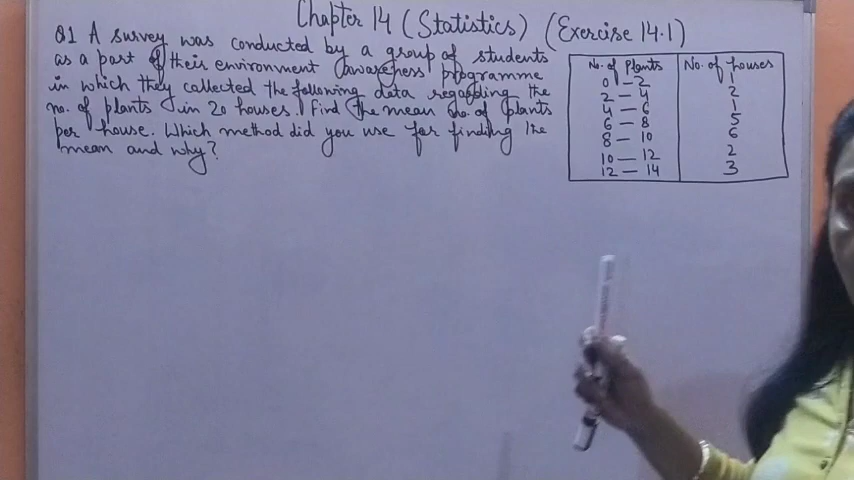 Chapter 14 (Statistics) (Exercise 14.1)
Q1 A survey was conducted by a group of students
as a part of their environment awareness programme
in which they collected the following data regarding the
no. of plants in 20 houses. Find the mean no. of plants
per house. Which method did you use for finding the
mean and why?
No. of Plants No. of houses
0 - 2 1
2 - 4 2
4 - 6 1
6 - 8 5
8 - 10 6
10 - 12 2
12 - 14 3